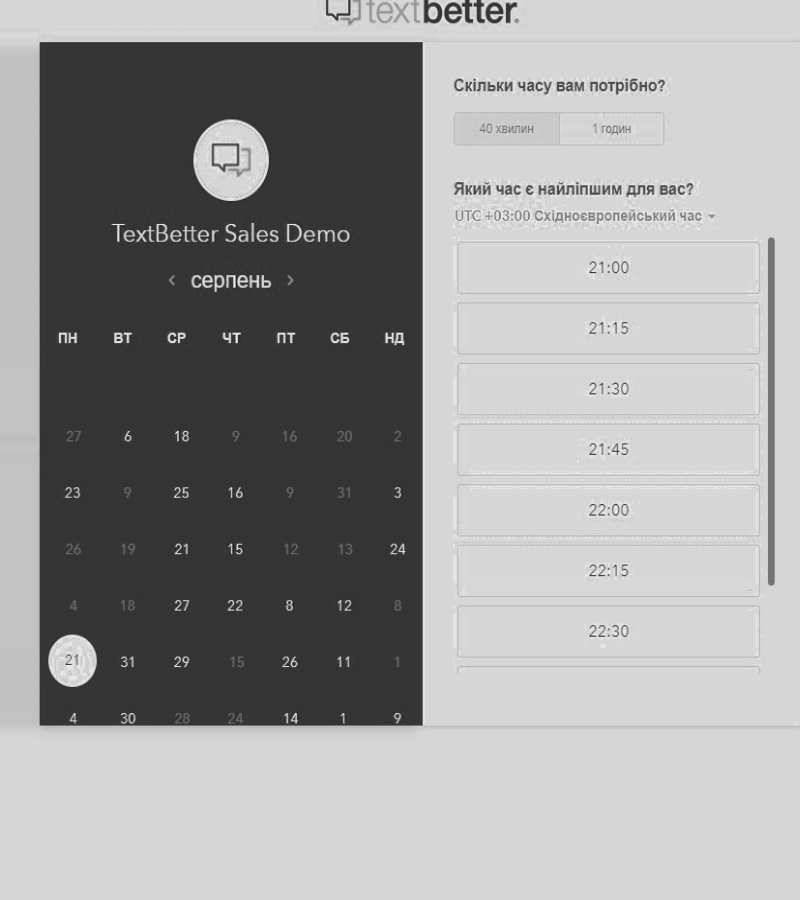 textbetter.
TextBetter Sales Demo
‹ серпень ›
ПН ВТ СР ЧТ ПТ СБ НД
27 6 18 9 16 20 2
23 9 25 16 9 31 3
26 19 21 15 12 13 24
4 18 27 22 8 12 8
21 31 29 15 26 11 1
4 30 28 24 14 1 9
Скільки часу вам потрібно?
40 хвилин 1 годин
Який час є найліпшим для вас?
UTC +03:00 Східноєвропейський час
21:00
21:15
21:30
21:45
22:00
22:15
22:30